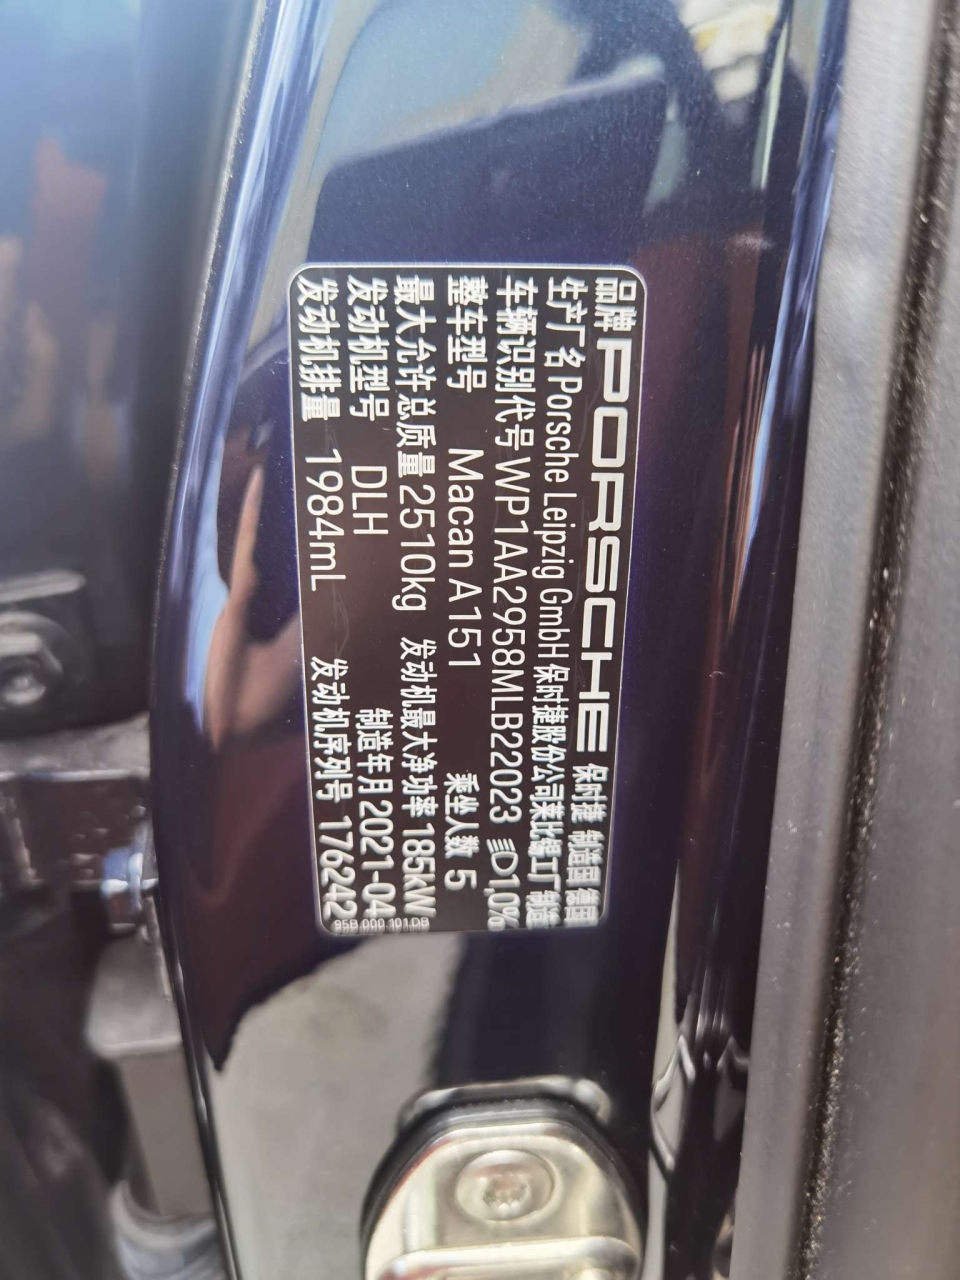 品牌 PORSCHE 保时捷 制造国 德国
生产厂名 Porsche Leipzig GmbH 保时捷股份公司莱比锡工厂 制造
车辆识别代号 WP1AA2958MLB22023 D1,0%
整车型号 Macan A151 乘坐人数 5
最大允许总质量 2510kg 发动机最大净功率 185kW
发动机型号 DLH 制造年月 2021-04
发动机排量 1984mL 发动机序列号 176242
95B.000.101.DB